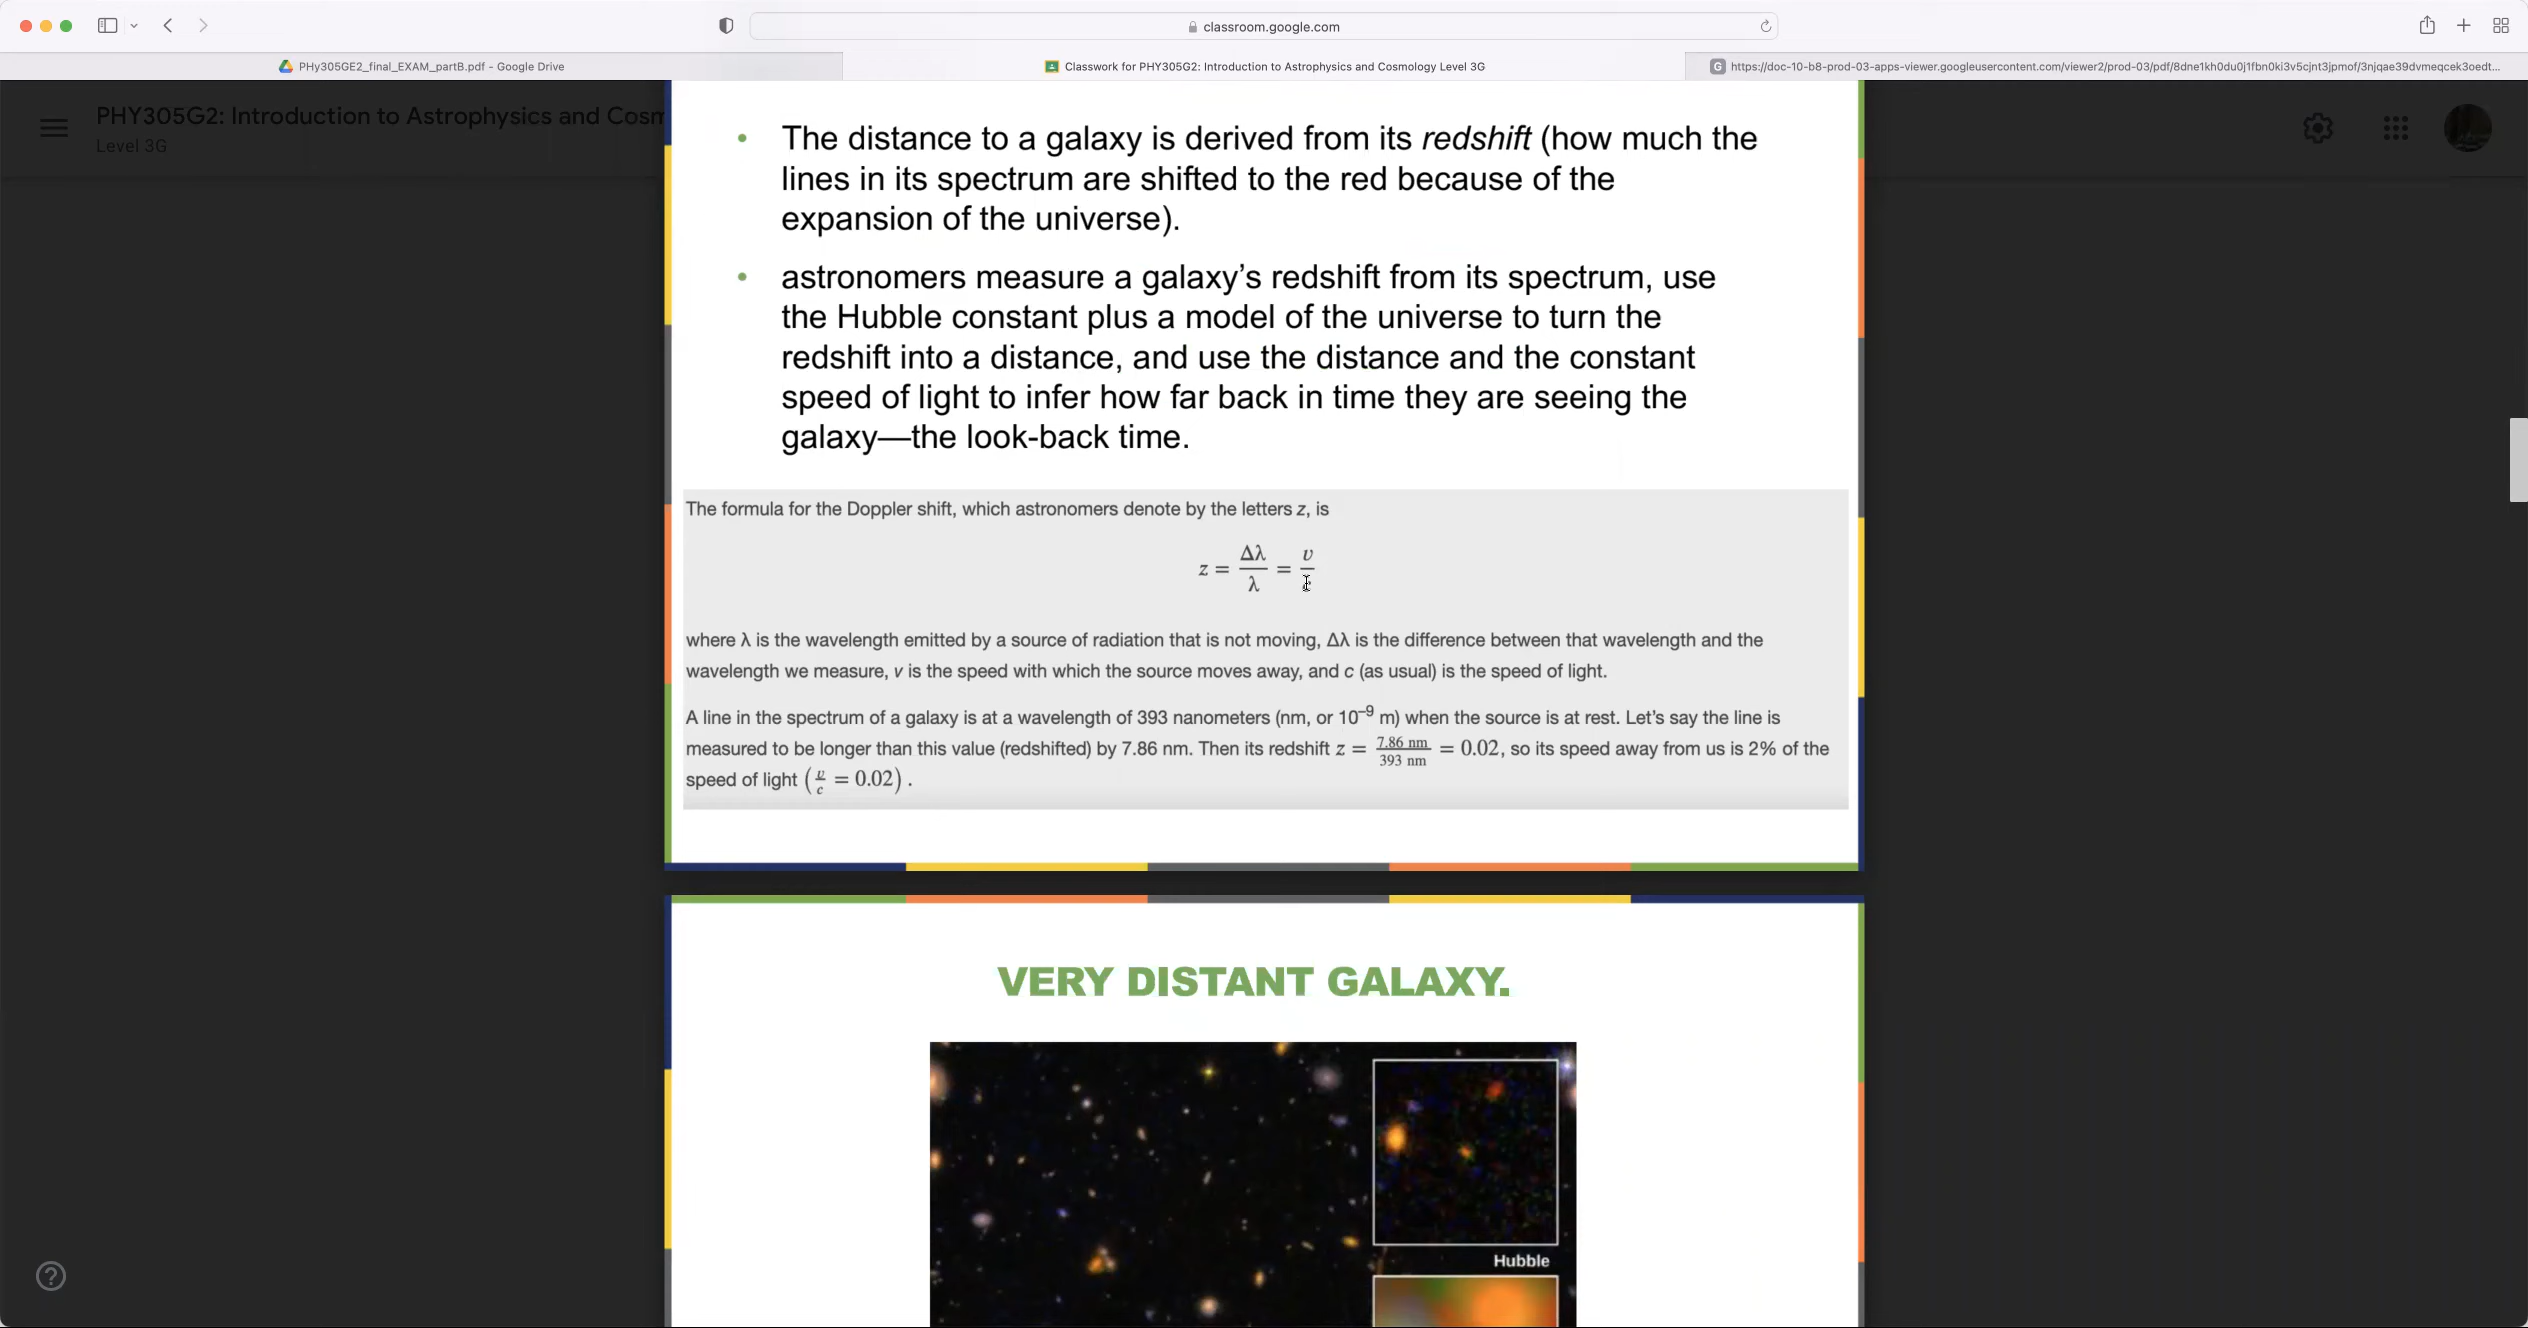 classroom.google.com
PHy305GE2_final_EXAM_partB.pdf - Google Drive
Classwork for PHY305G2: Introduction to Astrophysics and Cosmology Level 3G
G
PHY305G2: Introduction to Astrophysics and Cosm
Level 3G
• The distance to a galaxy is derived from its redshift (how much the
lines in its spectrum are shifted to the red because of the
expansion of the universe).
• astronomers measure a galaxy’s redshift from its spectrum, use
the Hubble constant plus a model of the universe to turn the
redshift into a distance, and use the distance and the constant
speed of light to infer how far back in time they are seeing the
galaxy—the look-back time.
The formula for the Doppler shift, which astronomers denote by the letters z, is
z = Δλ/λ = v/
where λ is the wavelength emitted by a source of radiation that is not moving, Δλ is the difference between that wavelength and the
wavelength we measure, v is the speed with which the source moves away, and c (as usual) is the speed of light.
A line in the spectrum of a galaxy is at a wavelength of 393 nanometers (nm, or 10⁻⁹ m) when the source is at rest. Let’s say the line is
measured to be longer than this value (redshifted) by 7.86 nm. Then its redshift z = 7.86 nm/393 nm = 0.02, so its speed away from us is 2% of the
speed of light (v/c = 0.02) .
VERY DISTANT GALAXY.
Hubble